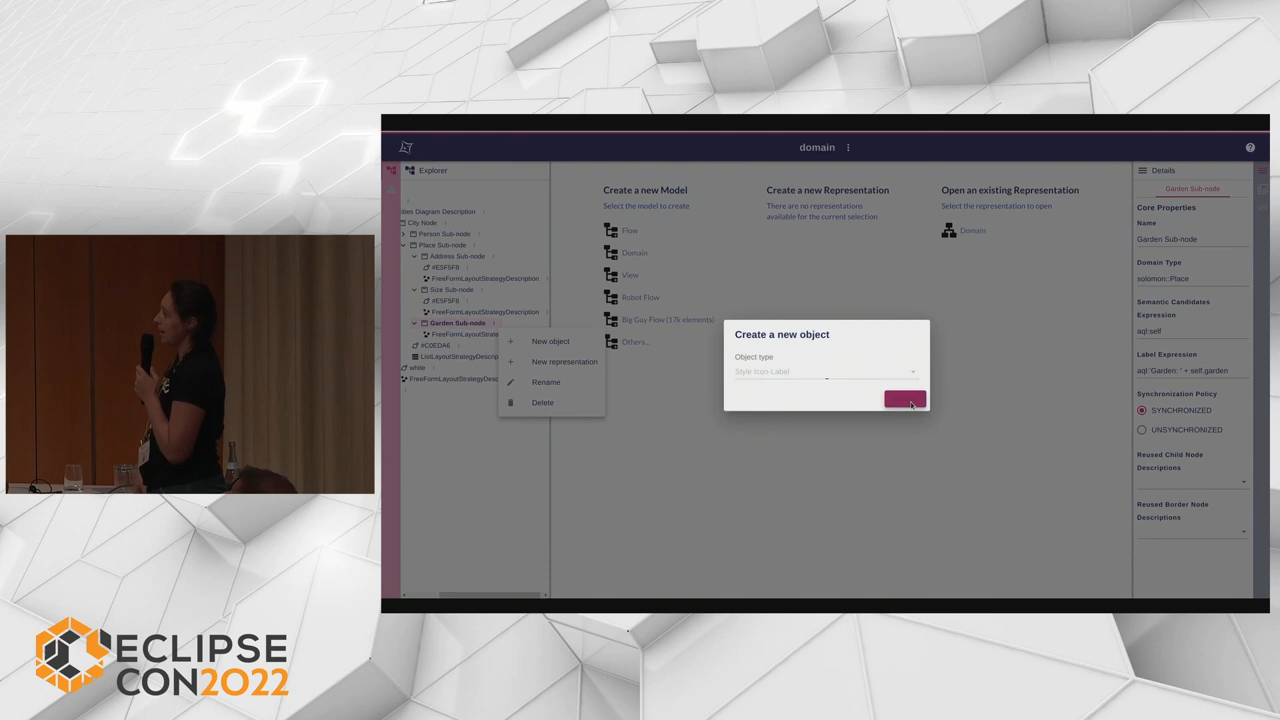 domain
Explorer
ities Diagram Description
City Node
Person Sub-node
Place Sub-node
Address Sub-node
#E5F5F8
FreeFormLayoutStrategyDescription
Size Sub-node
#E5F5F8
FreeFormLayoutStrategyDescription
Garden Sub-node
FreeFormLayoutStrate
#C0EDA6
ListLayoutStrategyDescrip
white
FreeFormLayoutStrategyDesc
New object
New representation
Rename
Delete
Create a new Model
Select the model to create
Flow
Domain
View
Robot Flow
Big Guy Flow (17k elements)
Others...
Create a new Representation
There are no representations
available for the current selection
Open an existing Representation
Select the representation to open
Domain
Create a new object
Object type
Style Icon-Label
Details
Garden Sub-node
Core Properties
Name
Garden Sub-node
Domain Type
solomon::Place
Semantic Candidates
Expression
aql:self
Label Expression
aql:'Garden: ' + self.garden
Synchronization Policy
SYNCHRONIZED
UNSYNCHRONIZED
Reused Child Node
Descriptions
Reused Border Node
Descriptions
ECLIPSE
CON2022